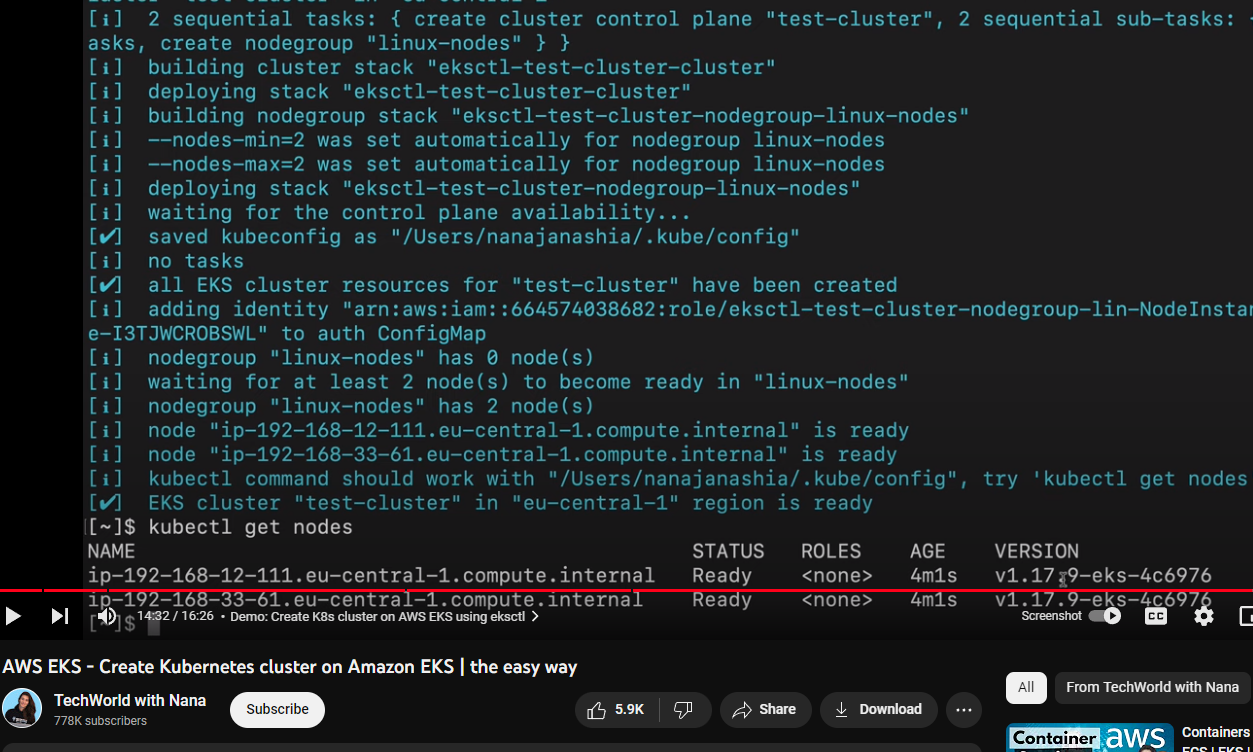 [ℹ]  2 sequential tasks: { create cluster control plane "test-cluster", 2 sequential sub-tasks:
asks, create nodegroup "linux-nodes" } }
[ℹ]  building cluster stack "eksctl-test-cluster-cluster"
[ℹ]  deploying stack "eksctl-test-cluster-cluster"
[ℹ]  building nodegroup stack "eksctl-test-cluster-nodegroup-linux-nodes"
[ℹ]  --nodes-min=2 was set automatically for nodegroup linux-nodes
[ℹ]  --nodes-max=2 was set automatically for nodegroup linux-nodes
[ℹ]  deploying stack "eksctl-test-cluster-nodegroup-linux-nodes"
[ℹ]  waiting for the control plane availability...
[✔]  saved kubeconfig as "/Users/nanajanashia/.kube/config"
[ℹ]  no tasks
[✔]  all EKS cluster resources for "test-cluster" have been created
[ℹ]  adding identity "arn:aws:iam::664574038682:role/eksctl-test-cluster-nodegroup-lin-NodeInstan
e-I3TJWCROBSWL" to auth ConfigMap
[ℹ]  nodegroup "linux-nodes" has 0 node(s)
[ℹ]  waiting for at least 2 node(s) to become ready in "linux-nodes"
[ℹ]  nodegroup "linux-nodes" has 2 node(s)
[ℹ]  node "ip-192-168-12-111.eu-central-1.compute.internal" is ready
[ℹ]  node "ip-192-168-33-61.eu-central-1.compute.internal" is ready
[ℹ]  kubectl command should work with "/Users/nanajanashia/.kube/config", try 'kubectl get nodes
[✔]  EKS cluster "test-cluster" in "eu-central-1" region is ready
[~]$ kubectl get nodes
NAME STATUS ROLES AGE VERSION
ip-192-168-12-111.eu-central-1.compute.internal Ready <none> 4m1s v1.17.9-eks-4c6976
ip-192-168-33-61.eu-central-1.compute.internal Ready <none> 4m1s v1.17.9-eks-4c6976
[~]$
14:32 / 16:26 • Demo: Create K8s cluster on AWS EKS using eksctl
Screenshot
CC
AWS EKS - Create Kubernetes cluster on Amazon EKS | the easy way
TechWorld with Nana
778K subscribers
Subscribe
5.9K
Share
Download
All
From TechWorld with Nana
Container aws
Containers